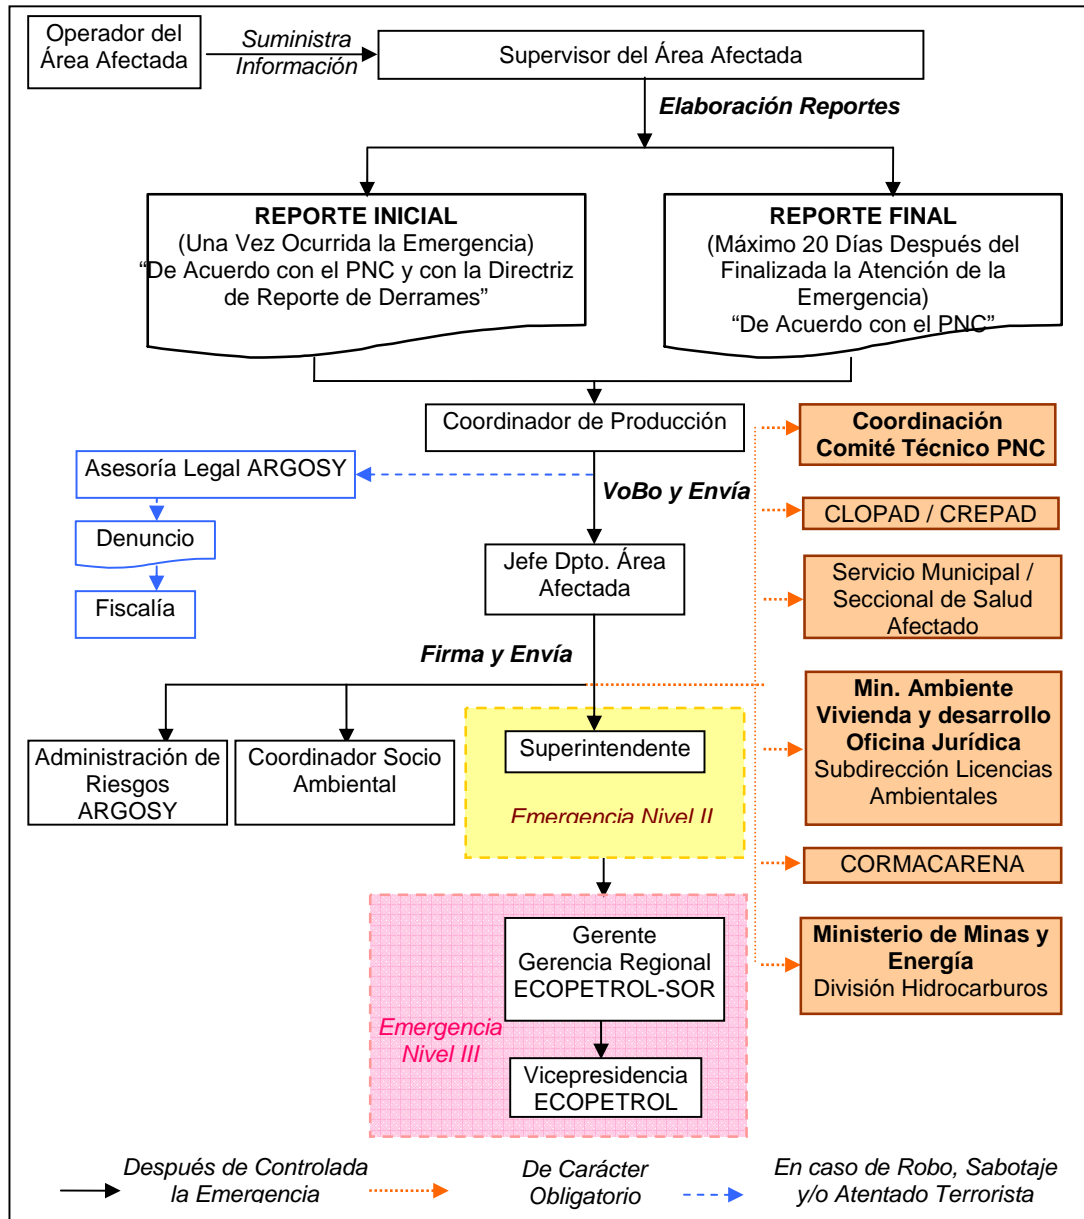 Operador del
Área Afectada
Suministra
Información
Supervisor del Área Afectada
Elaboración Reportes
REPORTE INICIAL
(Una Vez Ocurrida la Emergencia)
“De Acuerdo con el PNC y con la Directriz
de Reporte de Derrames”
REPORTE FINAL
(Máximo 20 Días Después del
Finalizada la Atención de la
Emergencia)
“De Acuerdo con el PNC”
Coordinador de Producción
Asesoría Legal ARGOSY
Denuncio
Fiscalía
VoBo y Envía
Jefe Dpto. Área
Afectada
Firma y Envía
Administración de
Riesgos
ARGOSY
Coordinador Socio
Ambiental
Superintendente
Emergencia Nivel II
Gerente
Gerencia Regional
ECOPETROL-SOR
Emergencia
Nivel III
Vicepresidencia
ECOPETROL
Coordinación
Comité Técnico PNC
CLOPAD / CREPAD
Servicio Municipal /
Seccional de Salud
Afectado
Min. Ambiente
Vivienda y desarrollo
Oficina Jurídica
Subdirección Licencias
Ambientales
CORMACARENA
Ministerio de Minas y
Energía
División Hidrocarburos
Después de Controlada
la Emergencia
De Carácter
Obligatorio
En caso de Robo, Sabotaje
y/o Atentado Terrorista